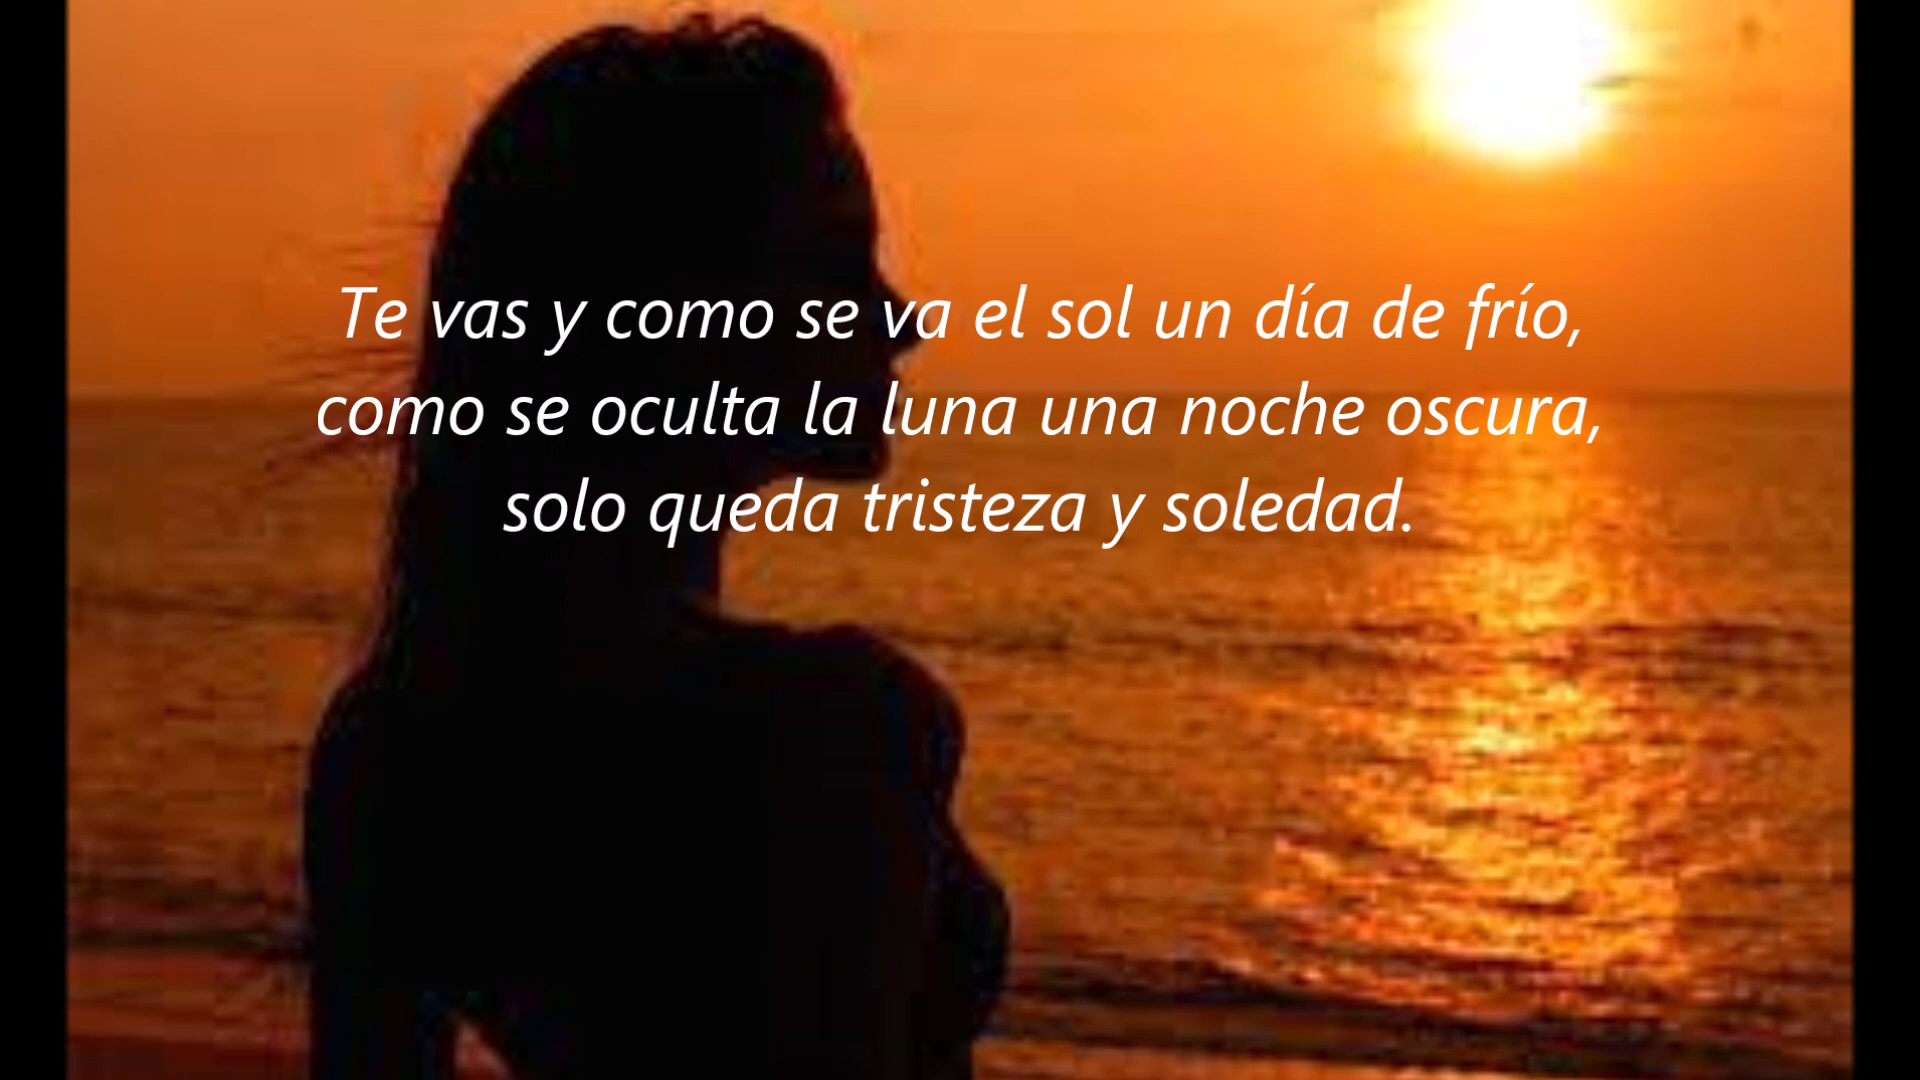 Te vas y como se va el sol un día de frío,
como se oculta la luna una noche oscura,
solo queda tristeza y soledad.